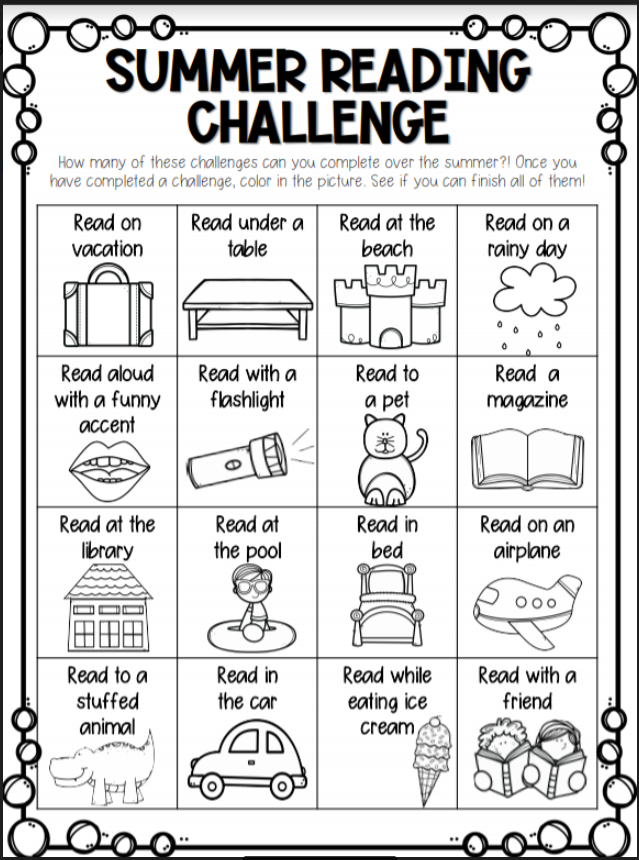 SUMMER READING
CHALLENGE
How many of these challenges can you complete over the summer?! Once you
have completed a challenge, color in the picture. See if you can finish all of them!
Read on
vacation
Read under a
table
Read at the
beach
Read on a
rainy day
Read aloud
with a funny
accent
Read with a
flashlight
Read to
a pet
Read a
magazine
Read at the
library
Read at
the pool
Read in
bed
Read on an
airplane
Read to a
stuffed
animal
Read in
the car
Read while
eating ice
cream
Read with a
friend